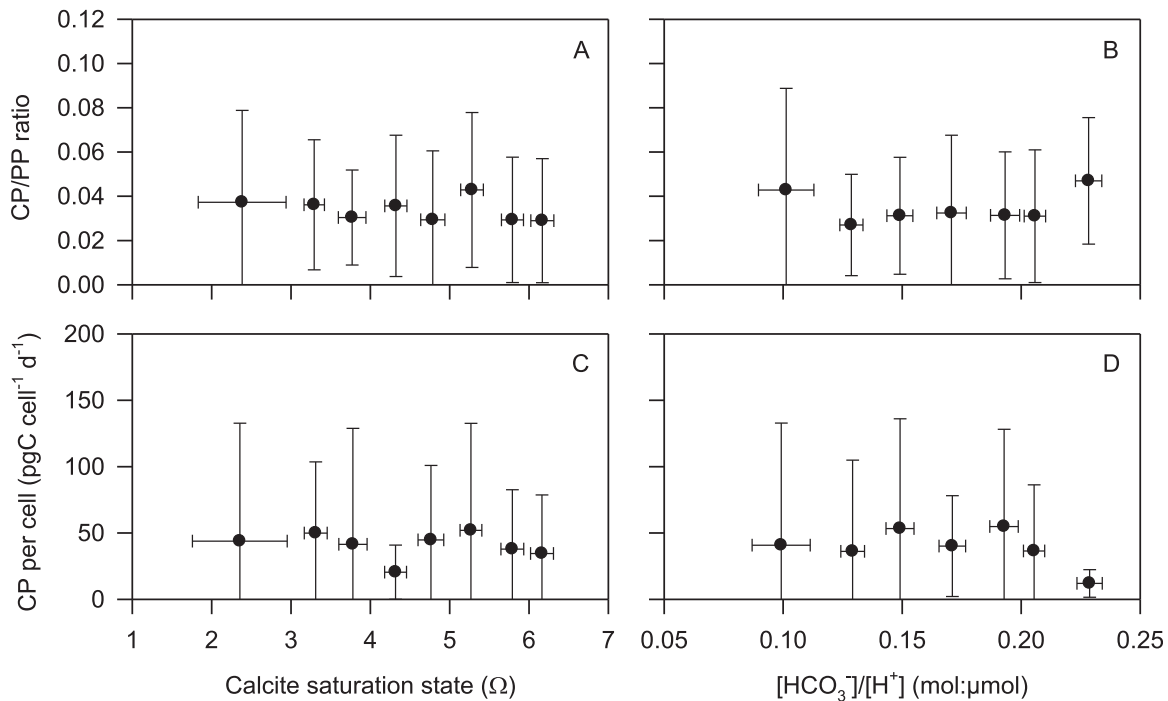 0.12
0.10
0.08
0.06
0.04
0.02
0.00
CP/PP ratio
A
B
200
150
100
50
0
CP per cell (pgC cell⁻¹ d⁻¹)
C
D
1 2 3 4 5 6 7
0.05 0.10 0.15 0.20 0.25
Calcite saturation state (Ω)
[HCO₃⁻]/[H⁺] (mol:µmol)